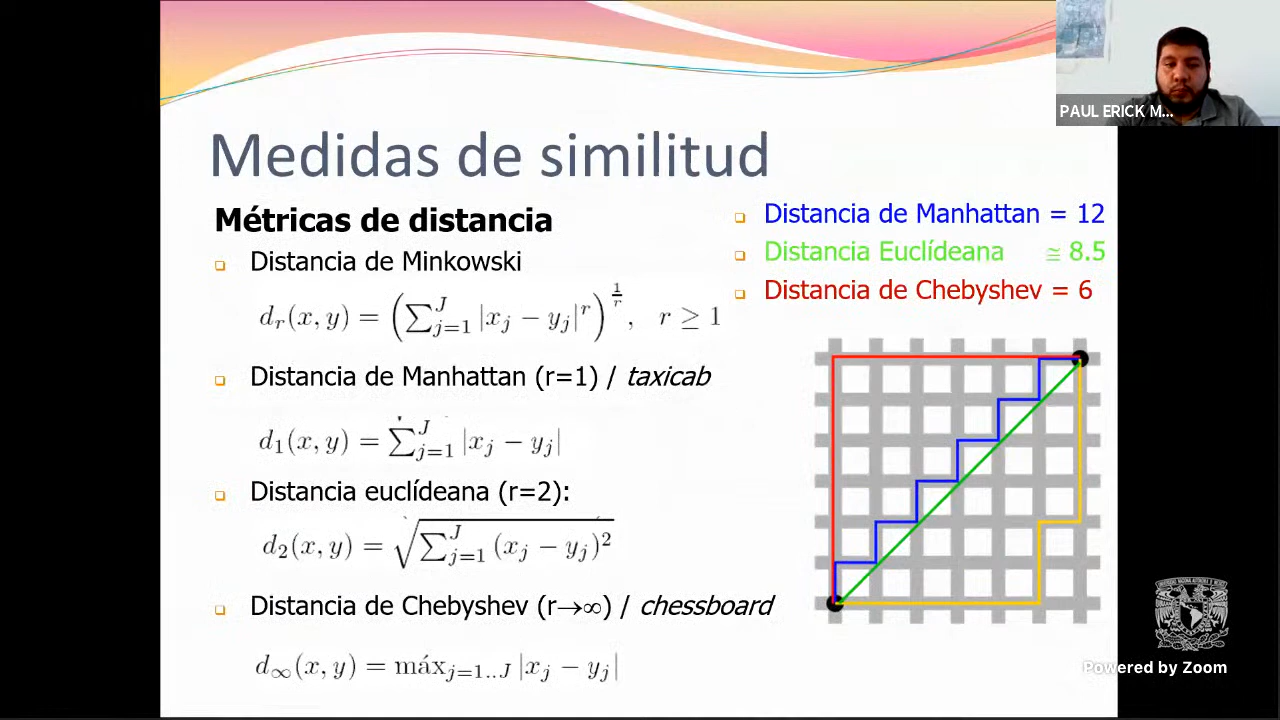 PAUL ERICK M...
Medidas de similitud
Métricas de distancia
Distancia de Minkowski
d_r(x, y) = (∑_{j=1}^{J} |x_j − y_j|^r)^{1/r}, r ≥ 1
Distancia de Manhattan (r=1) / taxicab
d_1(x, y) = ∑_{j=1}^{J} |x_j − y_j|
Distancia euclídeana (r=2):
d_2(x, y) = √(∑_{j=1}^{J} (x_j − y_j)^2)
Distancia de Chebyshev (r→∞) / chessboard
d_∞(x, y) = máx_{j=1..J} |x_j − y_j|
Distancia de Manhattan = 12
Distancia Euclídeana ≅ 8.5
Distancia de Chebyshev = 6
Powered by Zoom